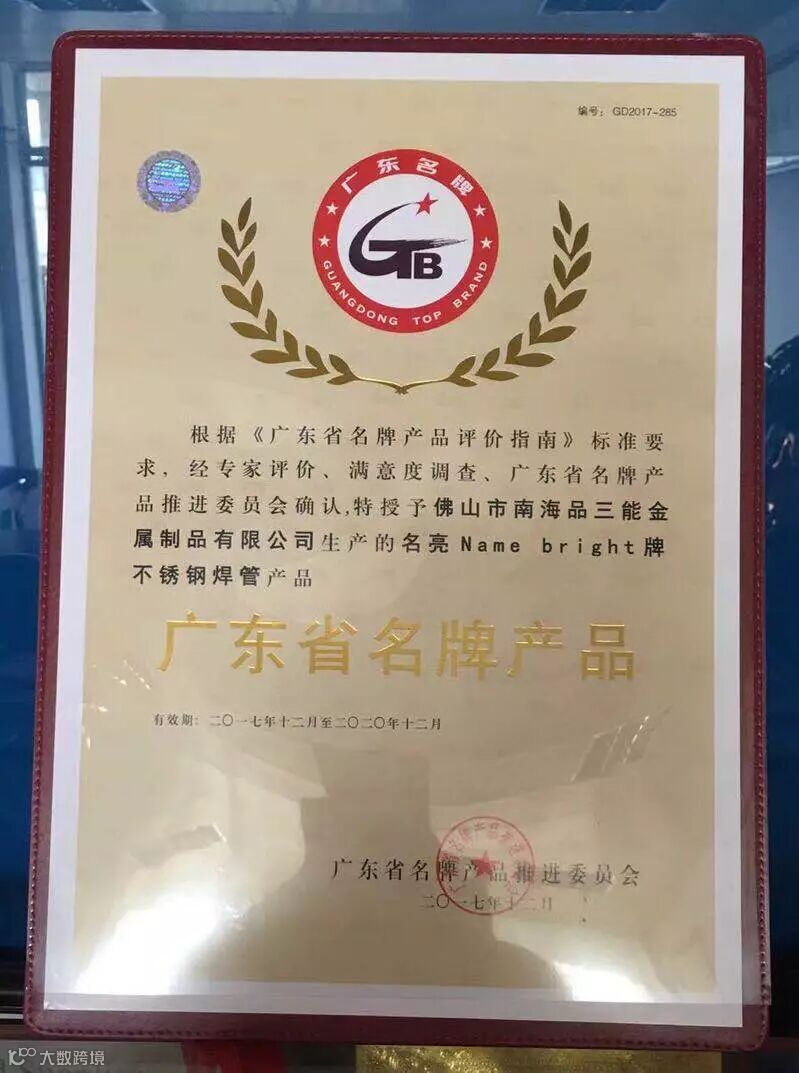 编号：GD2017-285
广东名牌
GTB
GUANGDONG TOP BRAND
根据《广东省名牌产品评价指南》标准要
求，经专家评价、满意度调查、广东省名牌产
品推进委员会确认,特授予佛山市南海品三能金
属制品有限公司生产的名亮Name bright牌
不锈钢焊管产品
广东省名牌产品
有效期：二〇一七年十二月至二〇二〇年十二月
广东省名牌产品推进委员会
二〇一七年十二月
大数跨境